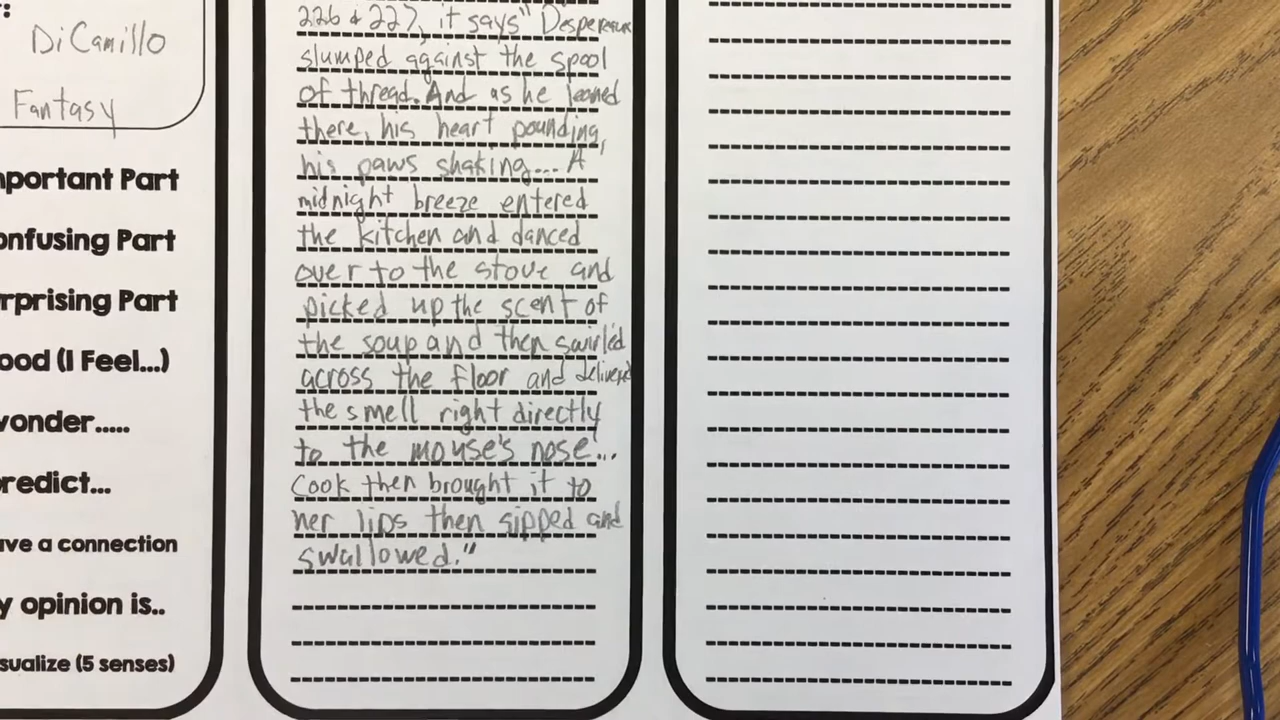 r:
DiCamillo
Fantasy
mportant Part
onfusing Part
rprising Part
ood (I Feel...)
wonder.....
redict...
ave a connection
y opinion is..
sualize (5 senses)
226 & 227, it says" Despereaux
slumped against the spool
of thread. And as he leaned
there, his heart pounding,
his paws shaking... A
midnight breeze entered
the kitchen and danced
over to the stove and
picked up the scent of
the soup and then swirled
across the floor and delivered
the smell right directly
to the mouse's nose...
Cook then brought it to
her lips then sipped and
swallowed."